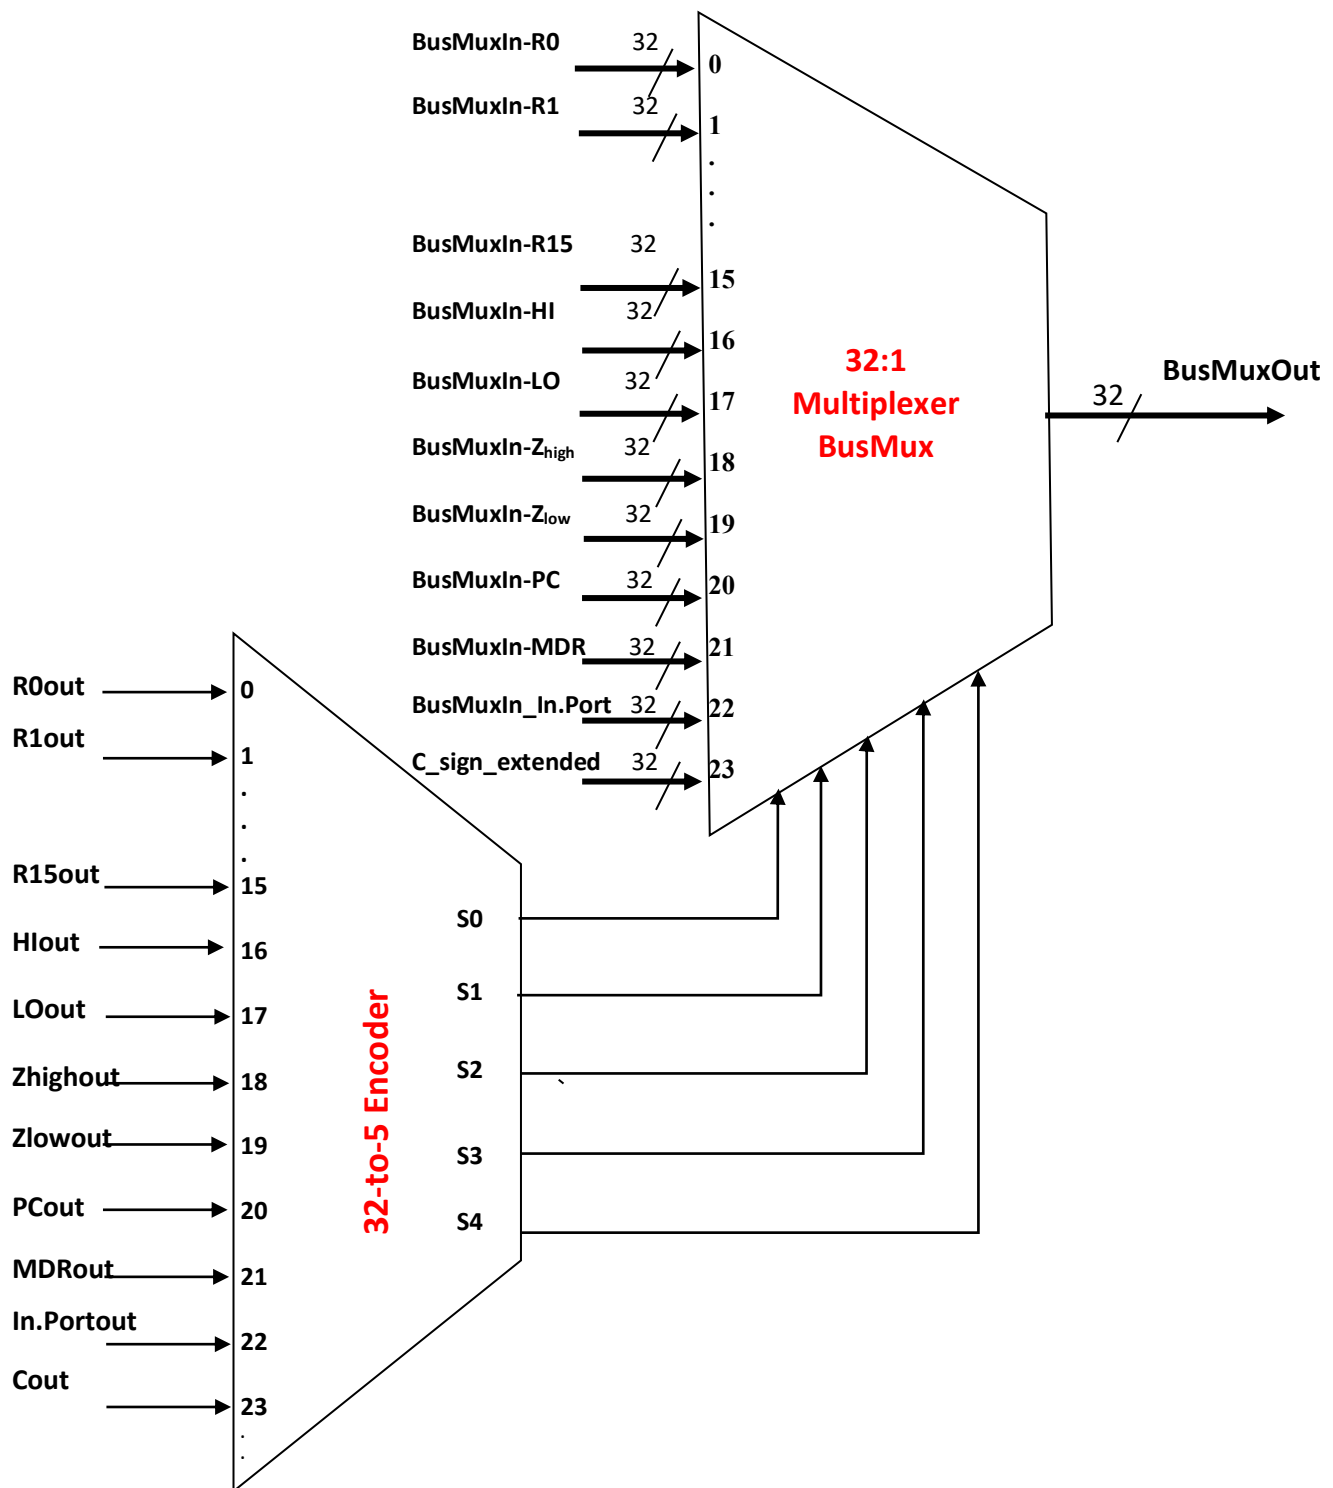 BusMuxIn-R0 32 0
BusMuxIn-R1 32 1
.
.
.
BusMuxIn-R15 32 15
BusMuxIn-HI 32 16
BusMuxIn-LO 32 17
BusMuxIn-Zhigh 32 18
BusMuxIn-Zlow 32 19
BusMuxIn-PC 32 20
BusMuxIn-MDR 32 21
BusMuxIn_In.Port 32 22
C_sign_extended 32 23
32:1
Multiplexer
BusMux
32 BusMuxOut
R0out 0
R1out 1
.
.
.
R15out 15
HIout 16
LOout 17
Zhighout 18
Zlowout 19
PCout 20
MDRout 21
In.Portout 22
Cout 23
.
.
32-to-5 Encoder
S0
S1
S2
`
S3
S4